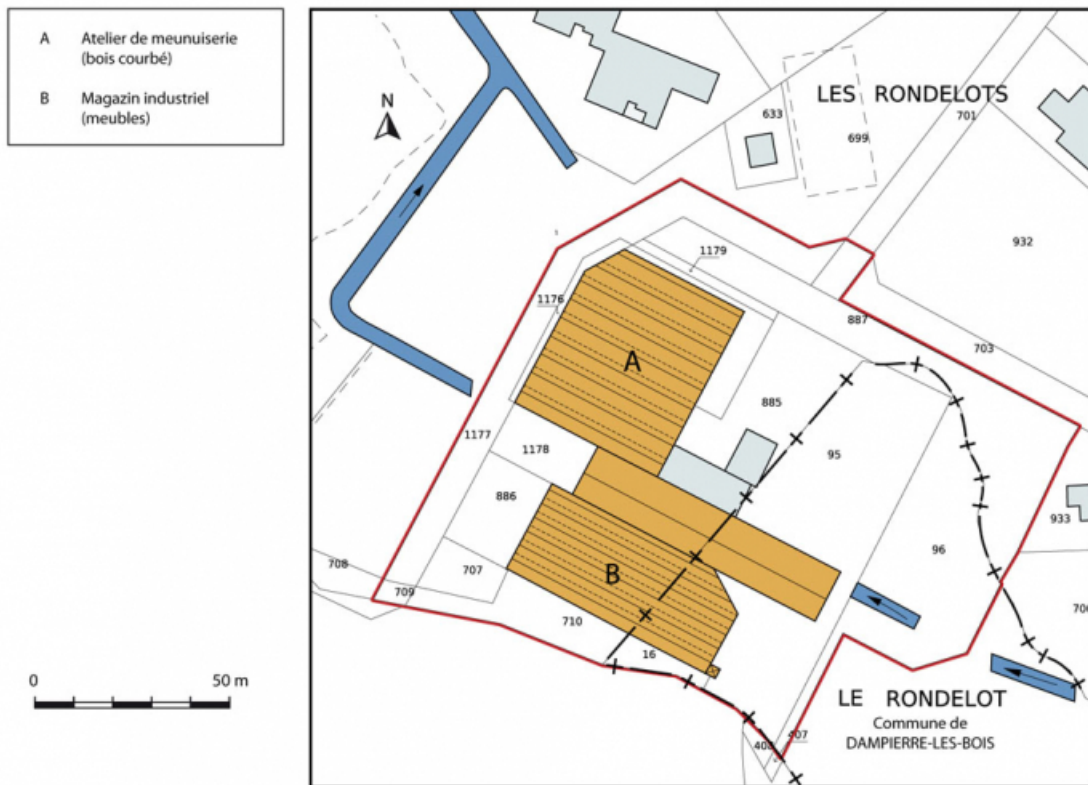 A Atelier de meunuiserie
(bois courbé)
B Magazin industriel
(meubles)
N
LES RONDELOTS
633
699
701
932
1179
1176
887
703
885
1177
1178
95
886
96
933
708
709
707
710
16
A
B
0 50 m
LE RONDELOT
Commune de
DAMPIERRE-LES-BOIS
407